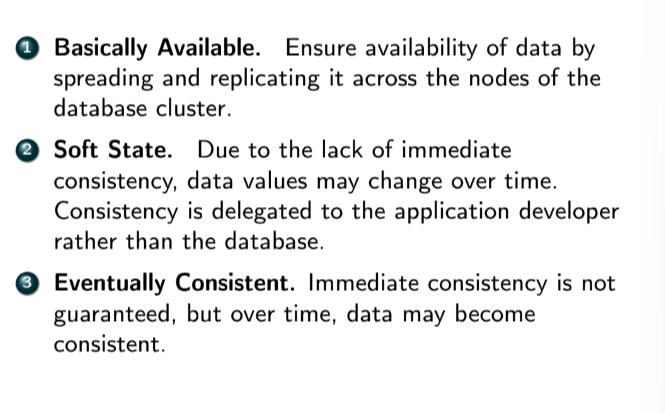 1 Basically Available. Ensure availability of data by
spreading and replicating it across the nodes of the
database cluster.
2 Soft State. Due to the lack of immediate
consistency, data values may change over time.
Consistency is delegated to the application developer
rather than the database.
3 Eventually Consistent. Immediate consistency is not
guaranteed, but over time, data may become
consistent.